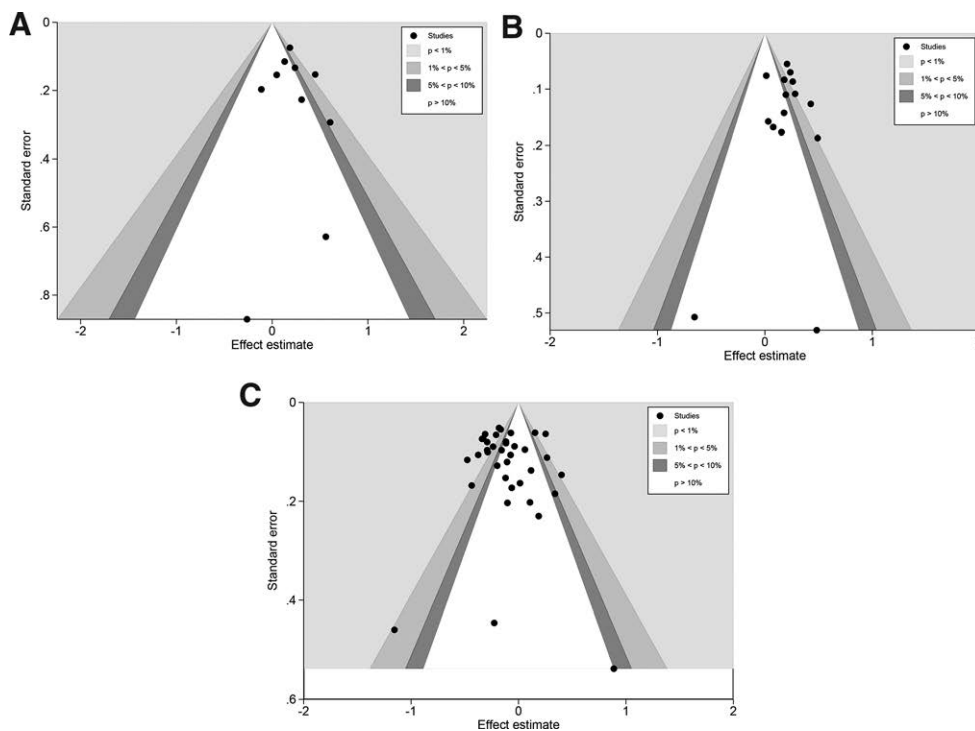 A
0
.2
.4
.6
.8
Standard error
-2
-1
0
1
2
Effect estimate
Studies
p < 1%
1% < p < 5%
5% < p < 10%
p > 10%
B
0
.1
.2
.3
.4
.5
Standard error
-2
-1
0
1
Effect estimate
Studies
p < 1%
1% < p < 5%
5% < p < 10%
p > 10%
C
0
.2
.4
.6
Standard error
-2
-1
0
1
2
Effect estimate
Studies
p < 1%
1% < p < 5%
5% < p < 10%
p > 10%